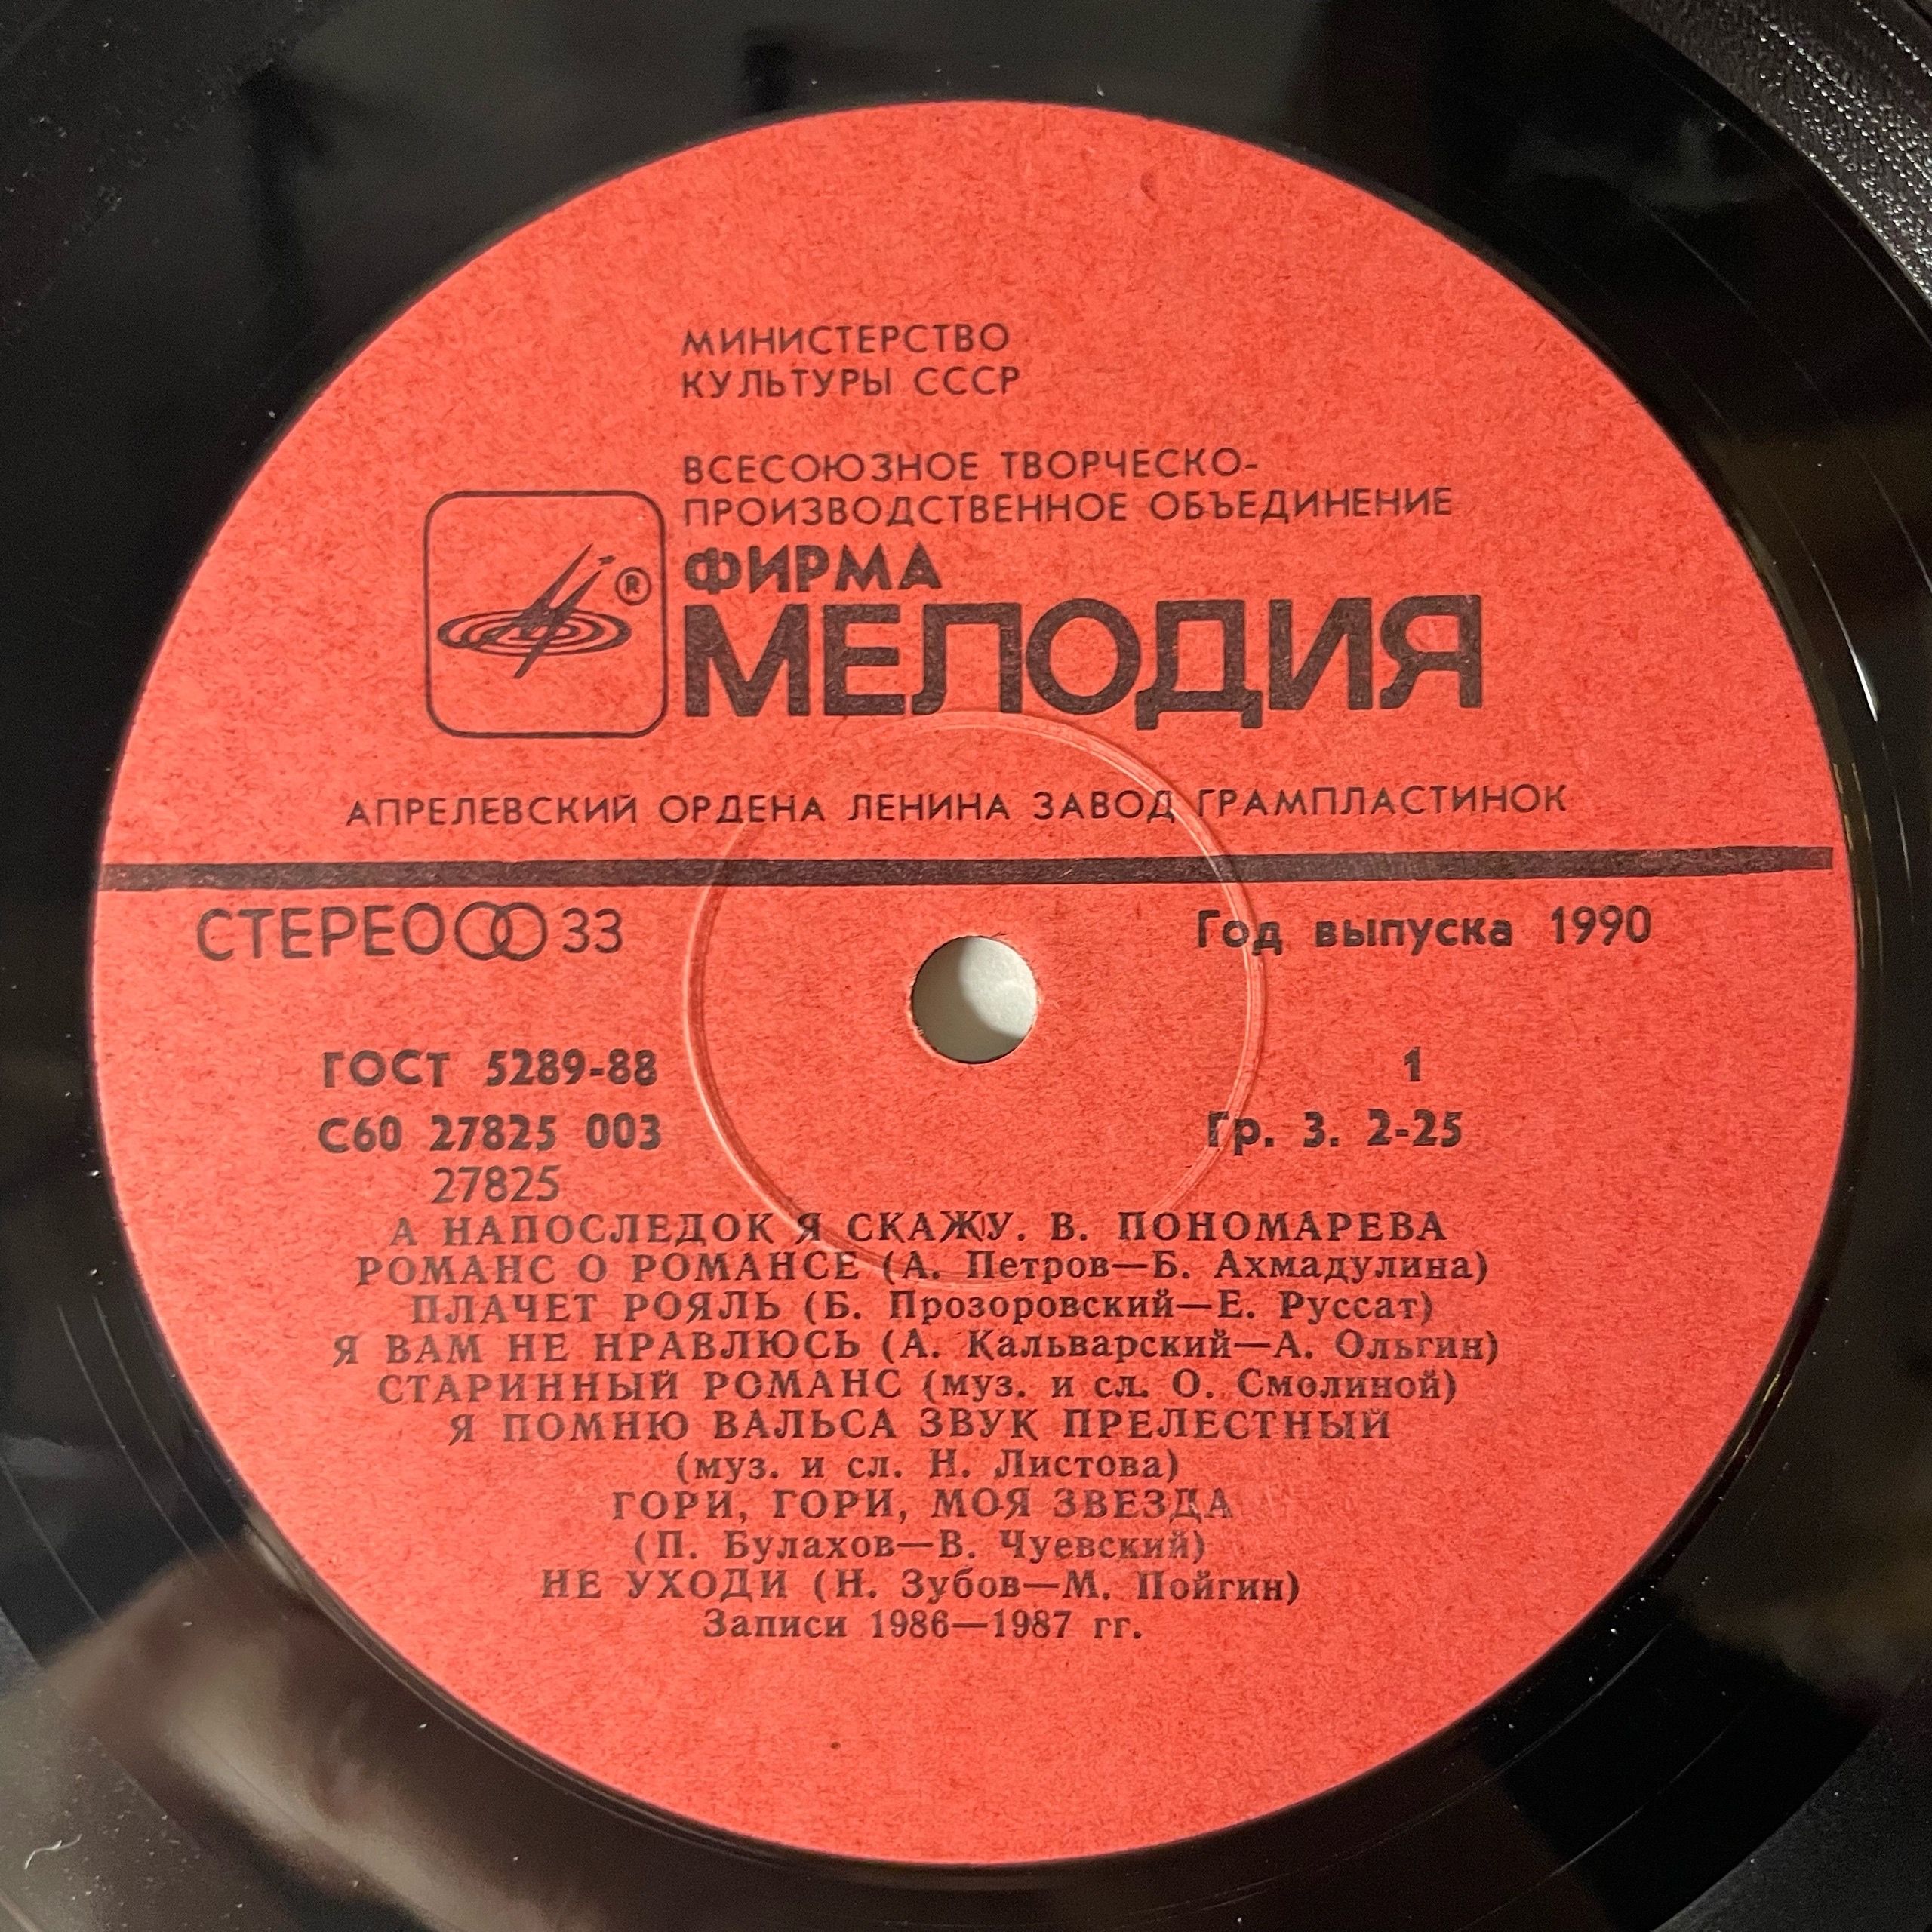 МИНИСТЕРСТВО
КУЛЬТУРЫ СССР
ВСЕСОЮЗНОЕ ТВОРЧЕСКО-
ПРОИЗВОДСТВЕННОЕ ОБЪЕДИНЕНИЕ
ФИРМА
® МЕЛОДИЯ
АПРЕЛЕВСКИЙ ОРДЕНА ЛЕНИНА ЗАВОД ГРАМПЛАСТИНОК
СТЕРЕО 33 Год выпуска 1990
ГОСТ 5289-88 1
С60 27825 003 Гр. 3. 2-25
27825
А НАПОСЛЕДОК Я СКАЖУ. В. ПОНОМАРЕВА
РОМАНС О РОМАНСЕ (А. Петров—Б. Ахмадулина)
ПЛАЧЕТ РОЯЛЬ (Б. Прозоровский—Е. Руссат)
Я ВАМ НЕ НРАВЛЮСЬ (А. Кальварский—А. Ольгин)
СТАРИННЫЙ РОМАНС (муз. и сл. О. Смолиной)
Я ПОМНЮ ВАЛЬСА ЗВУК ПРЕЛЕСТНЫЙ
(муз. и сл. Н. Листова)
ГОРИ, ГОРИ, МОЯ ЗВЕЗДА
(П. Булахов—В. Чуевский)
НЕ УХОДИ (Н. Зубов—М. Пойгин)
Записи 1986—1987 гг.